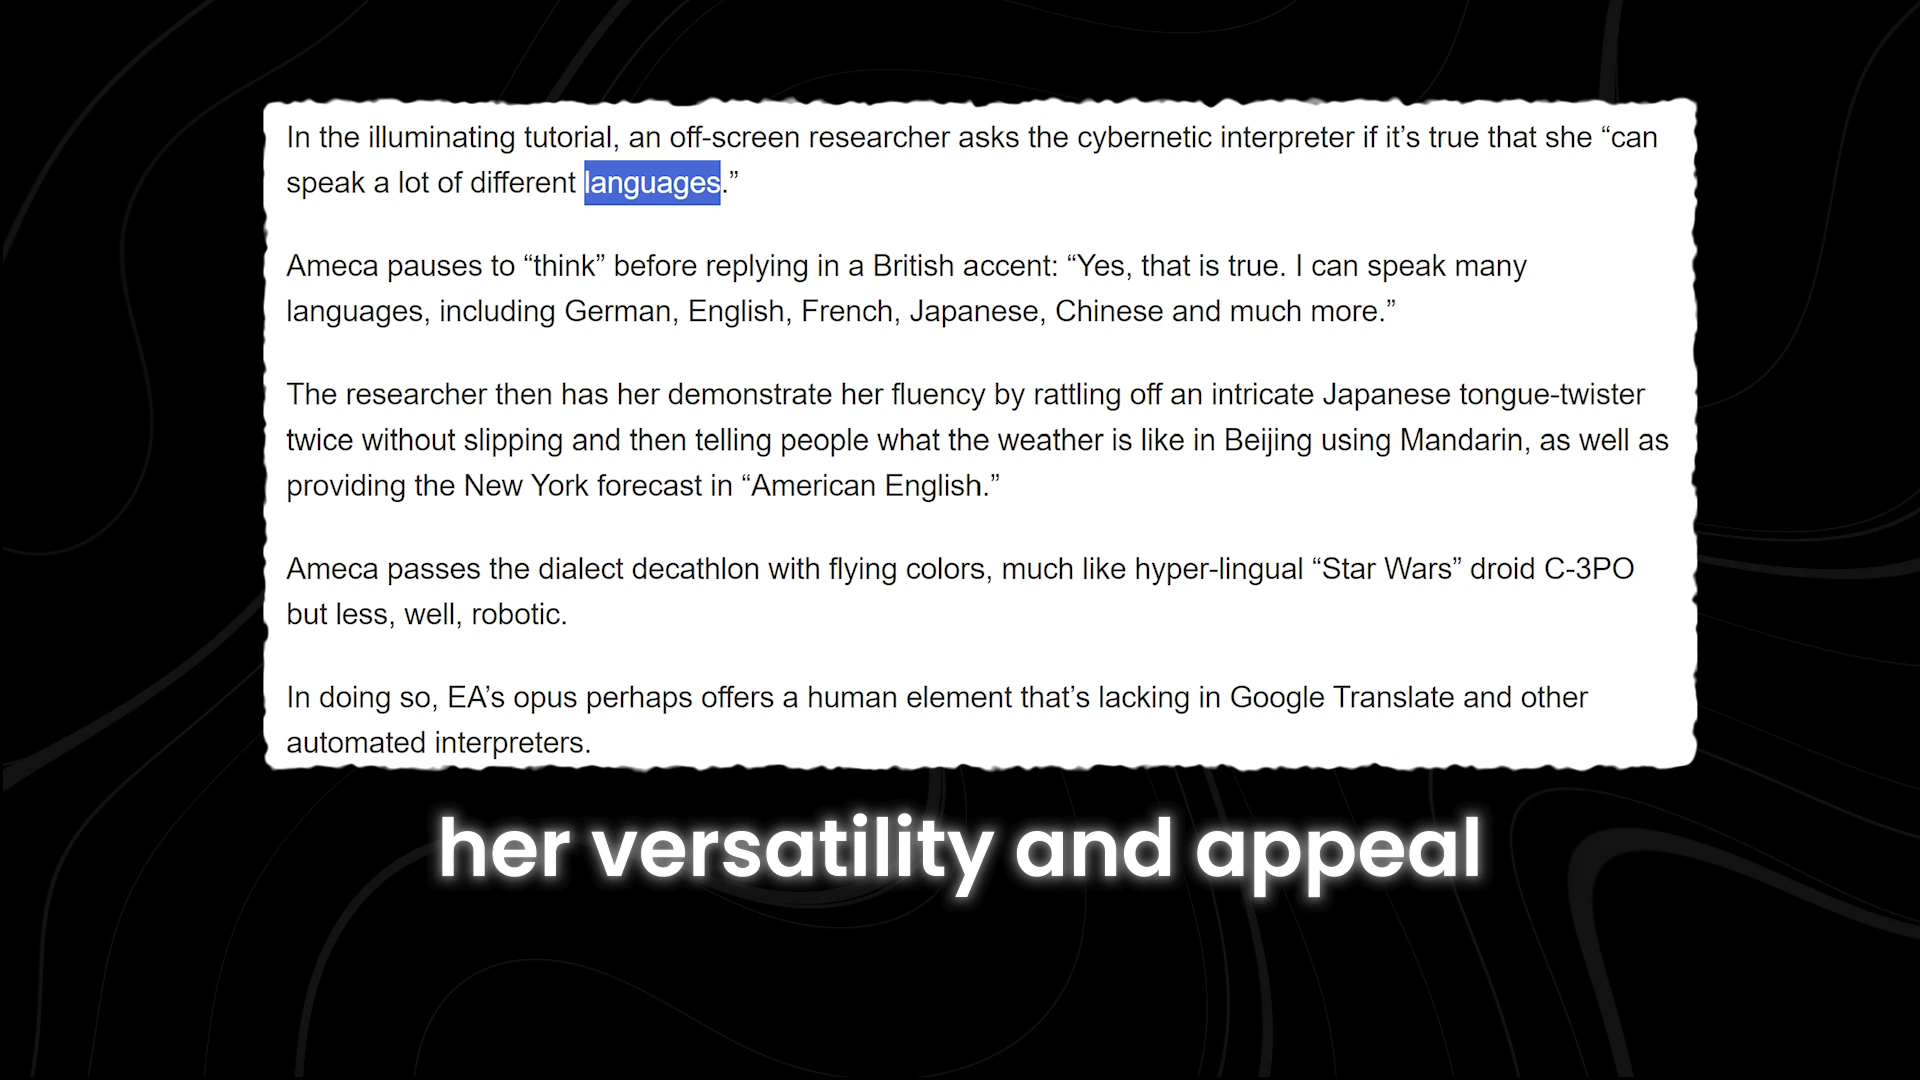 In the illuminating tutorial, an off-screen researcher asks the cybernetic interpreter if it’s true that she “can
speak a lot of different languages.”
Ameca pauses to “think” before replying in a British accent: “Yes, that is true. I can speak many
languages, including German, English, French, Japanese, Chinese and much more.”
The researcher then has her demonstrate her fluency by rattling off an intricate Japanese tongue-twister
twice without slipping and then telling people what the weather is like in Beijing using Mandarin, as well as
providing the New York forecast in “American English.”
Ameca passes the dialect decathlon with flying colors, much like hyper-lingual “Star Wars” droid C-3PO
but less, well, robotic.
In doing so, EA’s opus perhaps offers a human element that’s lacking in Google Translate and other
automated interpreters.
her versatility and appeal